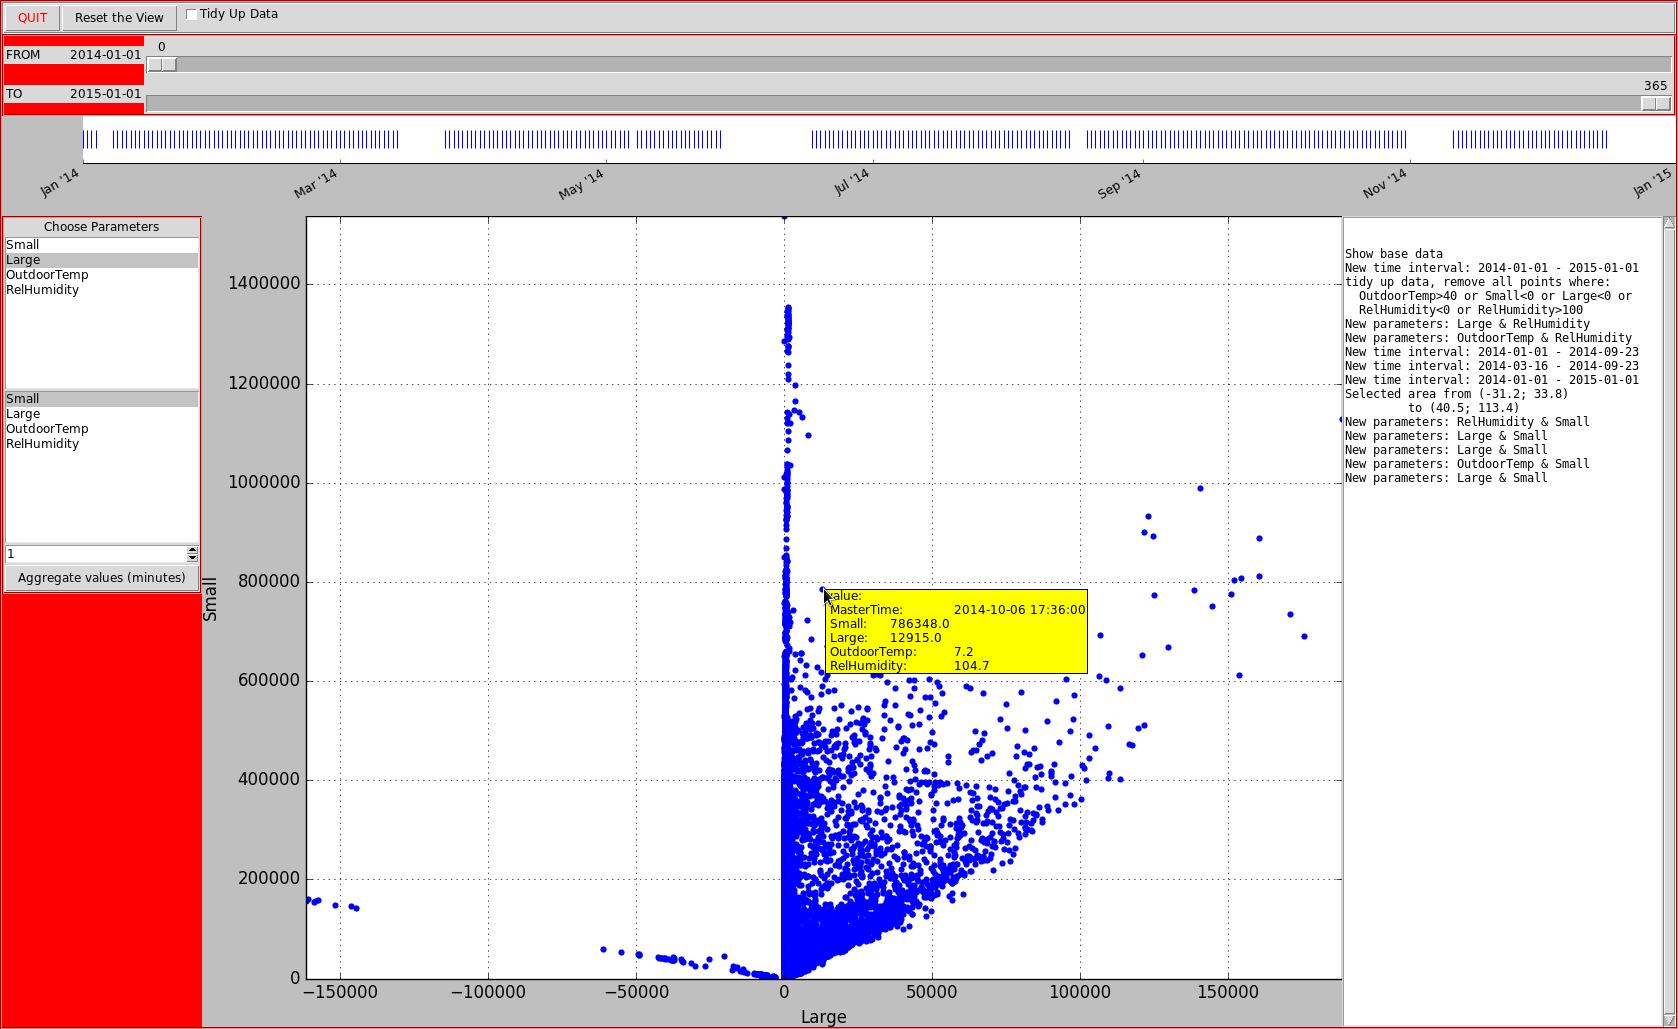 QUIT Reset the View Tidy Up Data
0
FROM 2014-01-01
365
TO 2015-01-01
Jan '14 Mar '14 May '14 Jul '14 Sep '14 Nov '14 Jan '15
Choose Parameters
Small
Large
OutdoorTemp
RelHumidity
Small
Large
OutdoorTemp
RelHumidity
1
Aggregate values (minutes)
Small
1400000
1200000
1000000
800000
600000
400000
200000
0
−150000 −100000 −50000 0 50000 100000 150000
Large
value:
MasterTime: 2014-10-06 17:36:00
Small: 786348.0
Large: 12915.0
OutdoorTemp: 7.2
RelHumidity: 104.7
Show base data
New time interval: 2014-01-01 - 2015-01-01
tidy up data, remove all points where:
OutdoorTemp>40 or Small<0 or Large<0 or
RelHumidity<0 or RelHumidity>100
New parameters: Large & RelHumidity
New parameters: OutdoorTemp & RelHumidity
New time interval: 2014-01-01 - 2014-09-23
New time interval: 2014-03-16 - 2014-09-23
New time interval: 2014-01-01 - 2015-01-01
Selected area from (-31.2; 33.8)
to (40.5; 113.4)
New parameters: RelHumidity & Small
New parameters: Large & Small
New parameters: Large & Small
New parameters: OutdoorTemp & Small
New parameters: Large & Small